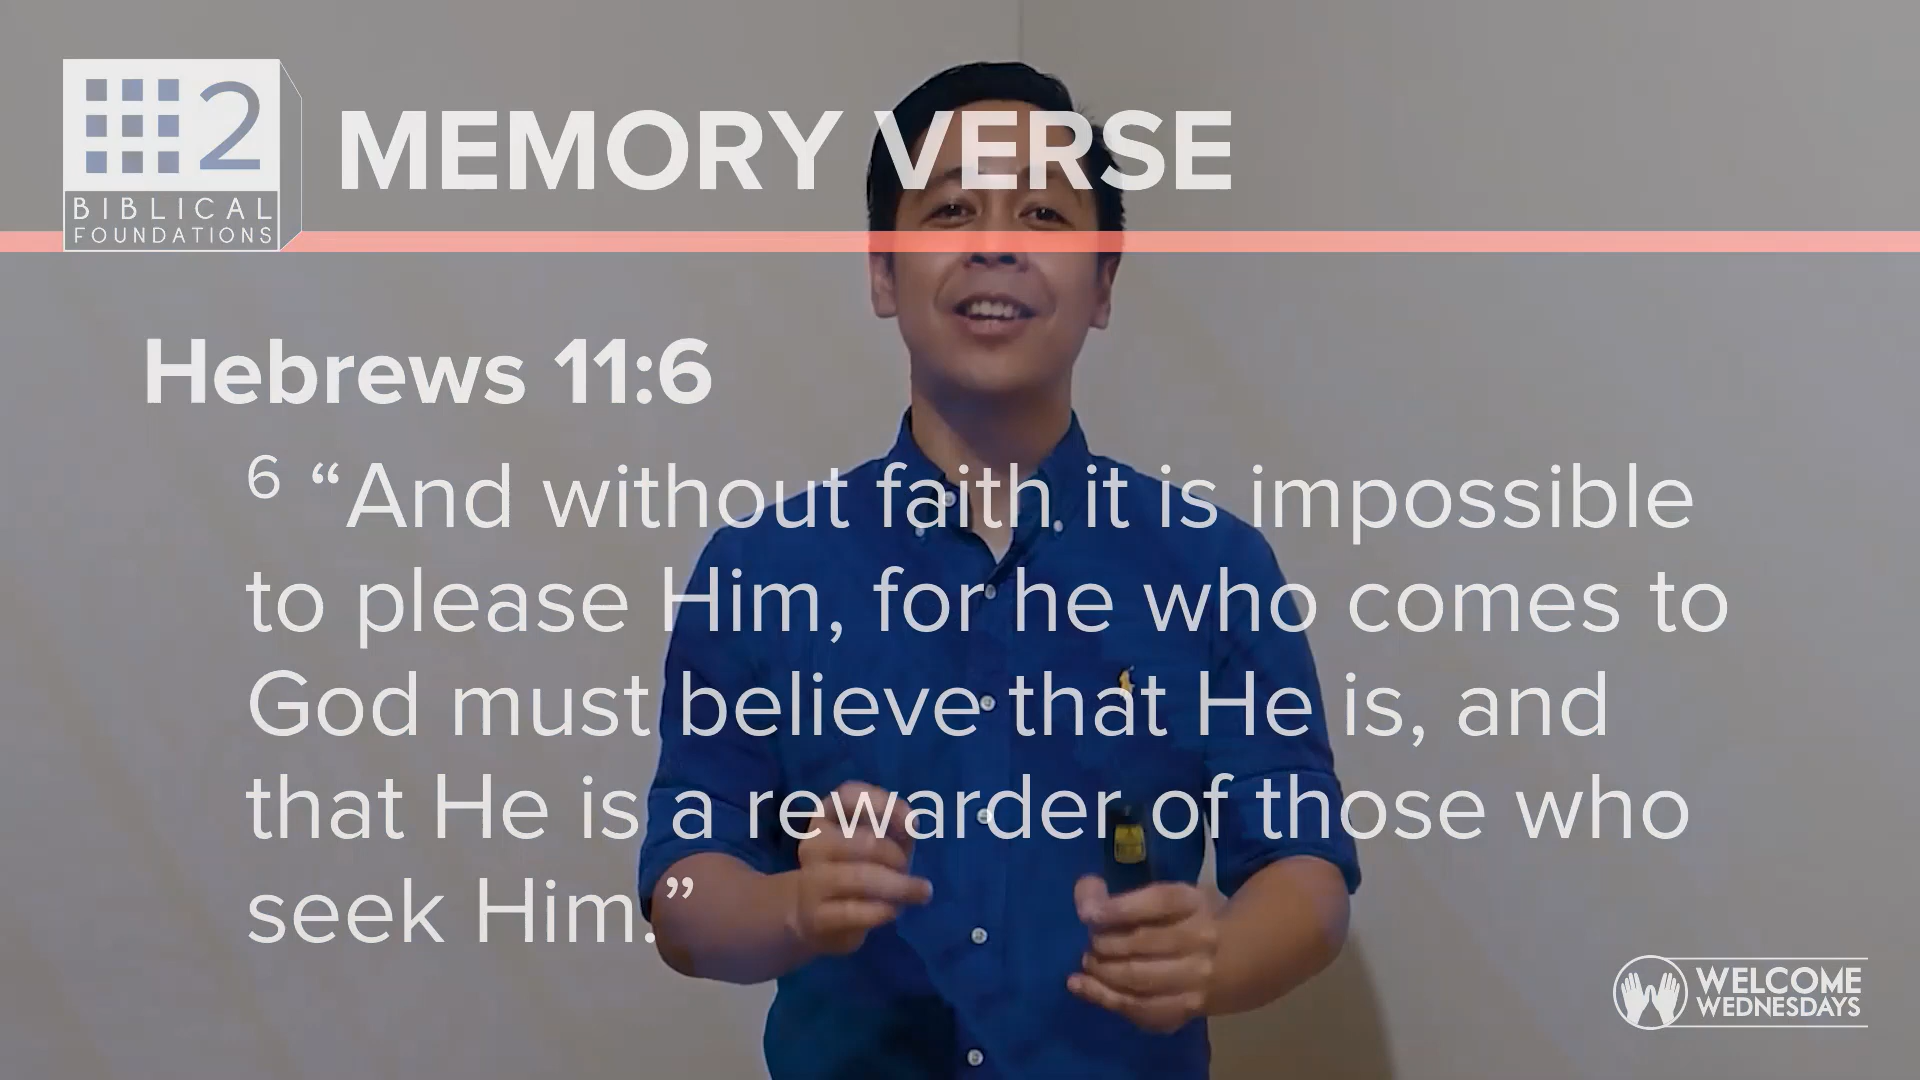 2
BIBLICAL
FOUNDATIONS
MEMORY VERSE
Hebrews 11:6
6 “And without faith it is impossible
to please Him, for he who comes to
God must believe that He is, and
that He is a rewarder of those who
seek Him.”
WELCOME
WEDNESDAYS